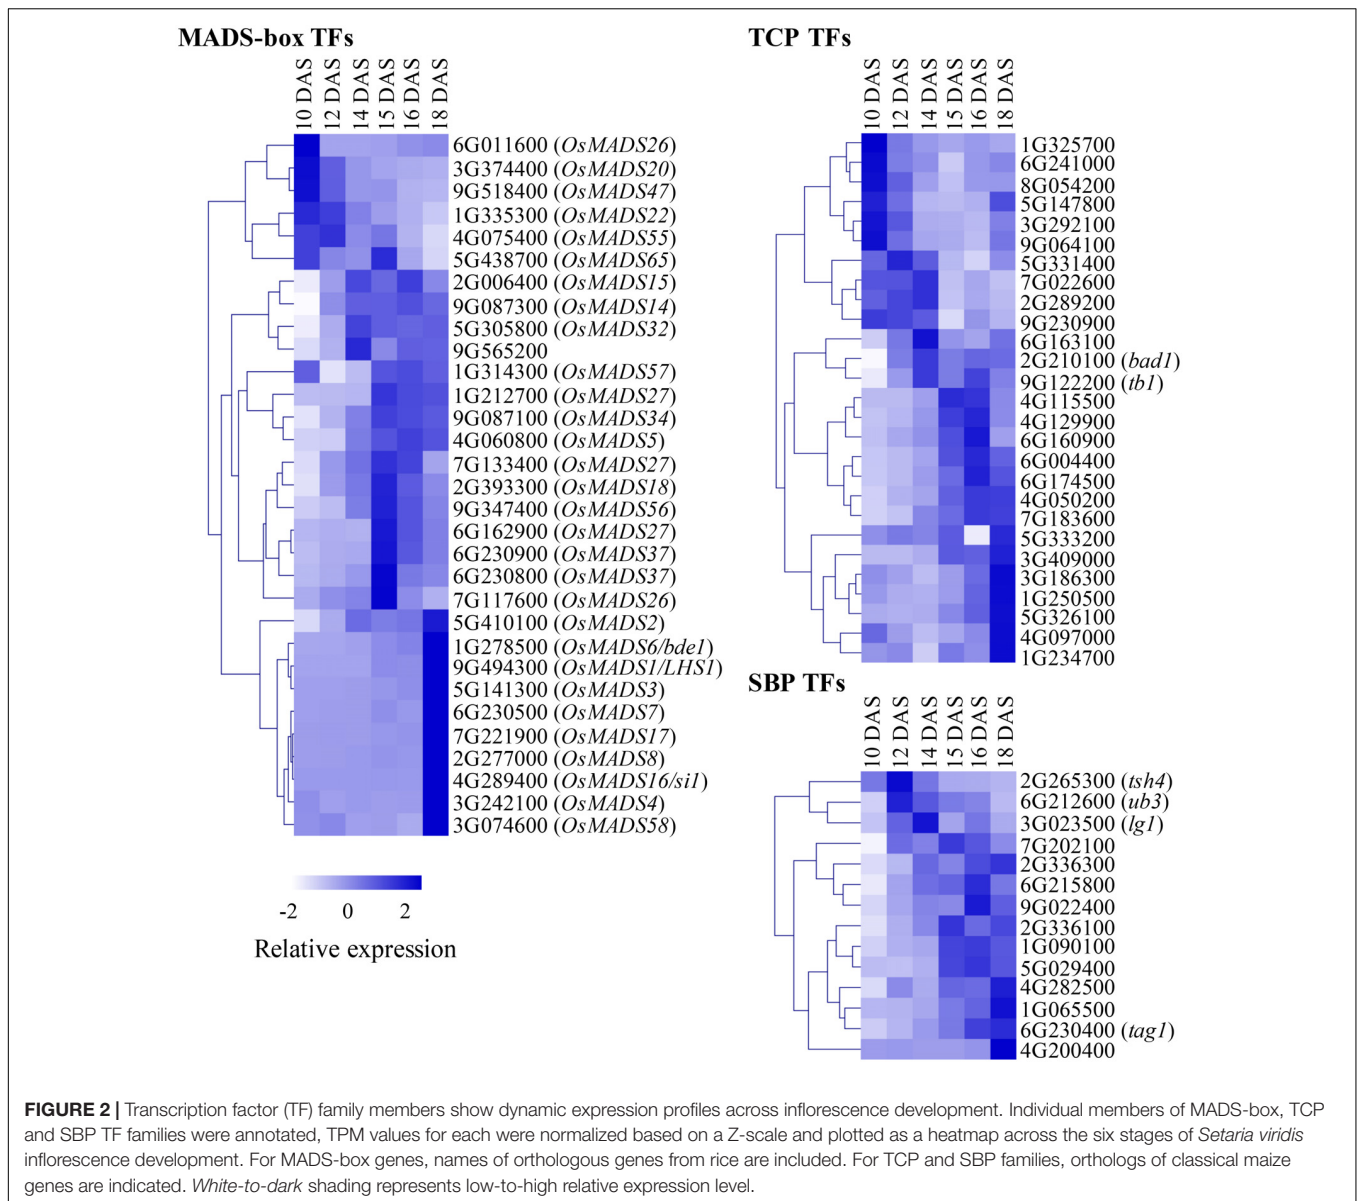 MADS-box TFs
10 DAS
12 DAS
14 DAS
15 DAS
16 DAS
18 DAS
6G011600 (OsMADS26)
3G374400 (OsMADS20)
9G518400 (OsMADS47)
1G335300 (OsMADS22)
4G075400 (OsMADS55)
5G438700 (OsMADS65)
2G006400 (OsMADS15)
9G087300 (OsMADS14)
5G305800 (OsMADS32)
9G565200
1G314300 (OsMADS57)
1G212700 (OsMADS27)
9G087100 (OsMADS34)
4G060800 (OsMADS5)
7G133400 (OsMADS27)
2G393300 (OsMADS18)
9G347400 (OsMADS56)
6G162900 (OsMADS27)
6G230900 (OsMADS37)
6G230800 (OsMADS37)
7G117600 (OsMADS26)
5G410100 (OsMADS2)
1G278500 (OsMADS6/bde1)
9G494300 (OsMADS1/LHS1)
5G141300 (OsMADS3)
6G230500 (OsMADS7)
7G221900 (OsMADS17)
2G277000 (OsMADS8)
4G289400 (OsMADS16/si1)
3G242100 (OsMADS4)
3G074600 (OsMADS58)
-2 0 2
Relative expression
TCP TFs
10 DAS
12 DAS
14 DAS
15 DAS
16 DAS
18 DAS
1G325700
6G241000
8G054200
5G147800
3G292100
9G064100
5G331400
7G022600
2G289200
9G230900
6G163100
2G210100 (bad1)
9G122200 (tb1)
4G115500
4G129900
6G160900
6G004400
6G174500
4G050200
7G183600
5G333200
3G409000
3G186300
1G250500
5G326100
4G097000
1G234700
SBP TFs
10 DAS
12 DAS
14 DAS
15 DAS
16 DAS
18 DAS
2G265300 (tsh4)
6G212600 (ub3)
3G023500 (lg1)
7G202100
2G336300
6G215800
9G022400
2G336100
1G090100
5G029400
4G282500
1G065500
6G230400 (tag1)
4G200400
FIGURE 2 | Transcription factor (TF) family members show dynamic expression profiles across inflorescence development. Individual members of MADS-box, TCP
and SBP TF families were annotated, TPM values for each were normalized based on a Z-scale and plotted as a heatmap across the six stages of Setaria viridis
inflorescence development. For MADS-box genes, names of orthologous genes from rice are included. For TCP and SBP families, orthologs of classical maize
genes are indicated. White-to-dark shading represents low-to-high relative expression level.